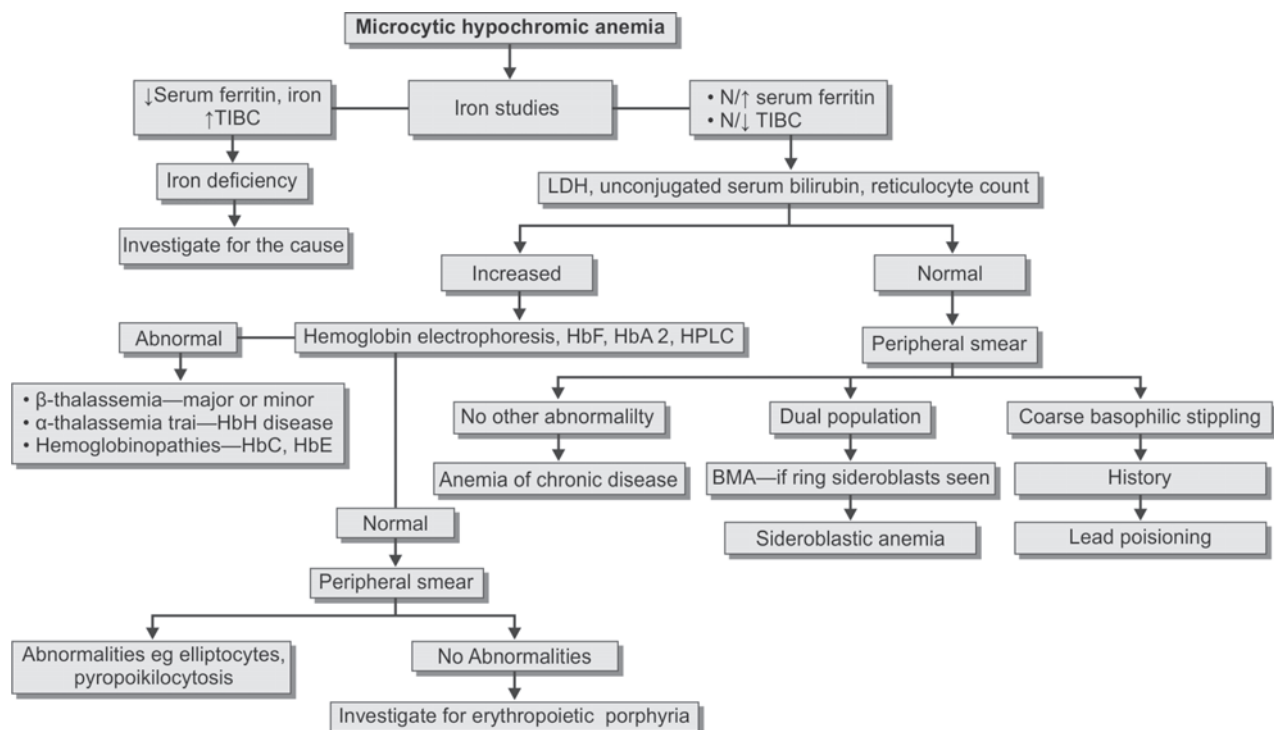 Microcytic hypochromic anemia
↓Serum ferritin, iron
↑TIBC
Iron studies
• N/↑ serum ferritin
• N/↓ TIBC
Iron deficiency
LDH, unconjugated serum bilirubin, reticulocyte count
Investigate for the cause
Increased
Normal
Abnormal
Hemoglobin electrophoresis, HbF, HbA 2, HPLC
Peripheral smear
• β-thalassemia—major or minor
• α-thalassemia trai—HbH disease
• Hemoglobinopathies—HbC, HbE
No other abnormalilty
Dual population
Coarse basophilic stippling
Anemia of chronic disease
BMA—if ring sideroblasts seen
History
Normal
Sideroblastic anemia
Lead poisioning
Peripheral smear
Abnormalities eg elliptocytes,
pyropoikilocytosis
No Abnormalities
Investigate for erythropoietic porphyria